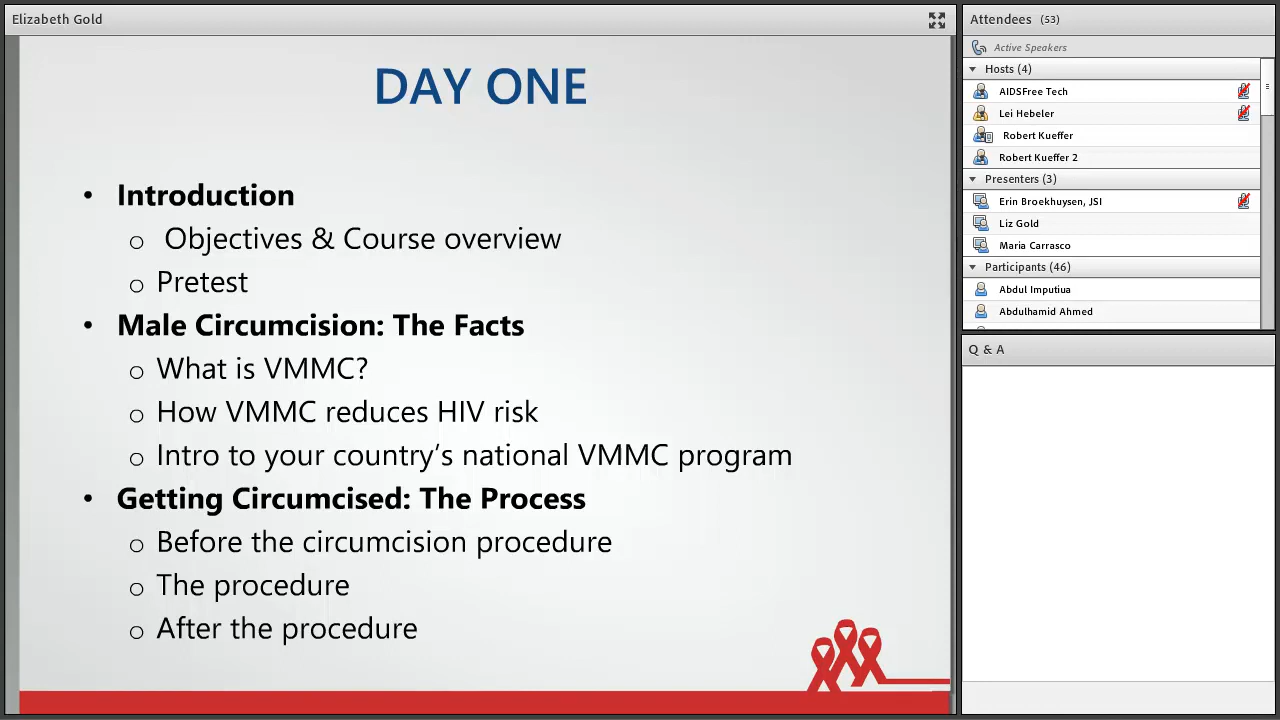 Elizabeth Gold
DAY ONE
• Introduction
o Objectives & Course overview
o Pretest
• Male Circumcision: The Facts
o What is VMMC?
o How VMMC reduces HIV risk
o Intro to your country's national VMMC program
• Getting Circumcised: The Process
o Before the circumcision procedure
o The procedure
o After the procedure
Attendees (53)
Active Speakers
Hosts (4)
AIDSFree Tech
Lei Hebeler
Robert Kueffer
Robert Kueffer 2
Presenters (3)
Erin Broekhuysen, JSI
Liz Gold
Maria Carrasco
Participants (46)
Abdul Imputiua
Abdulhamid Ahmed
Q & A